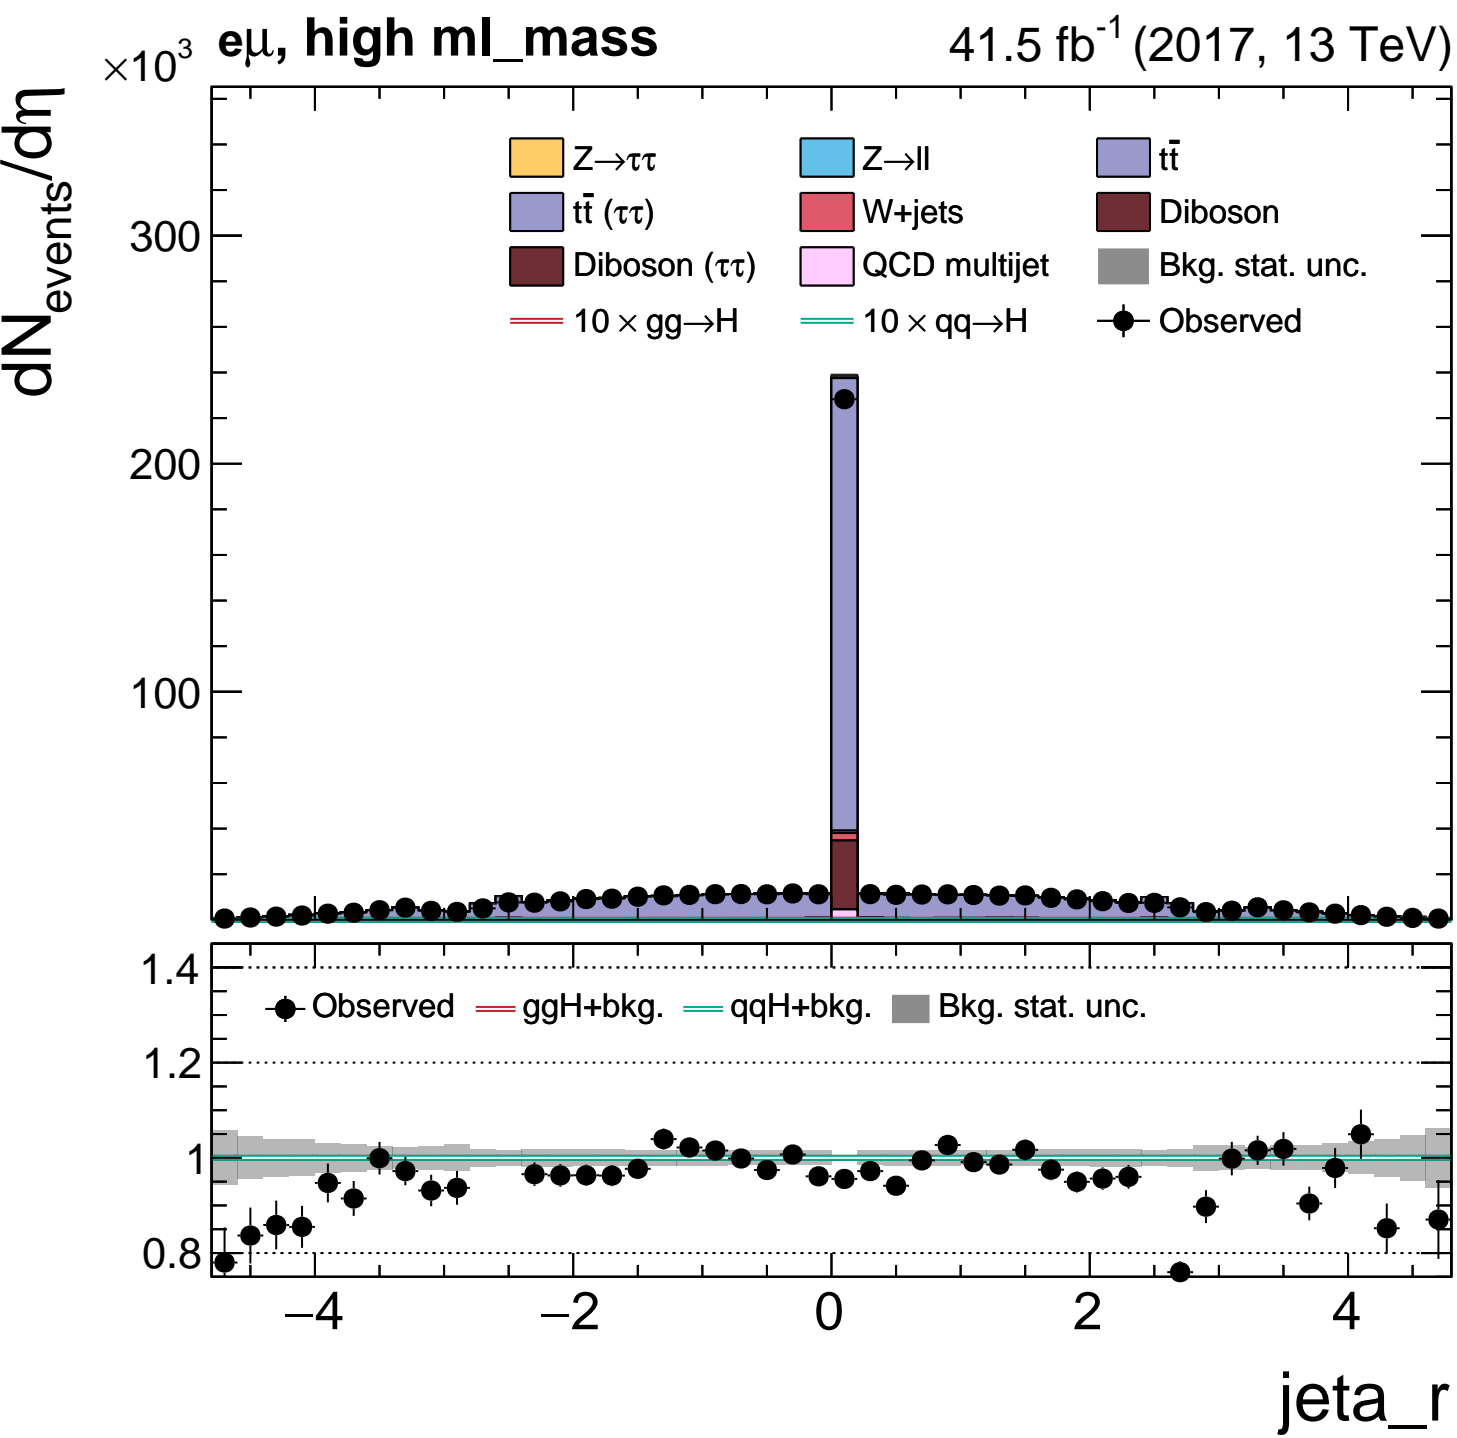 ×10³ eμ, high ml_mass 41.5 fb⁻¹ (2017, 13 TeV)
dN_events/dη
Z→ττ Z→ll tt̄
tt̄ (ττ) W+jets Diboson
Diboson (ττ) QCD multijet Bkg. stat. unc.
10 × gg→H 10 × qq→H Observed
300
200
100
1.4
Observed ggH+bkg. qqH+bkg. Bkg. stat. unc.
1.2
1
0.8
−4 −2 0 2 4
jeta_r